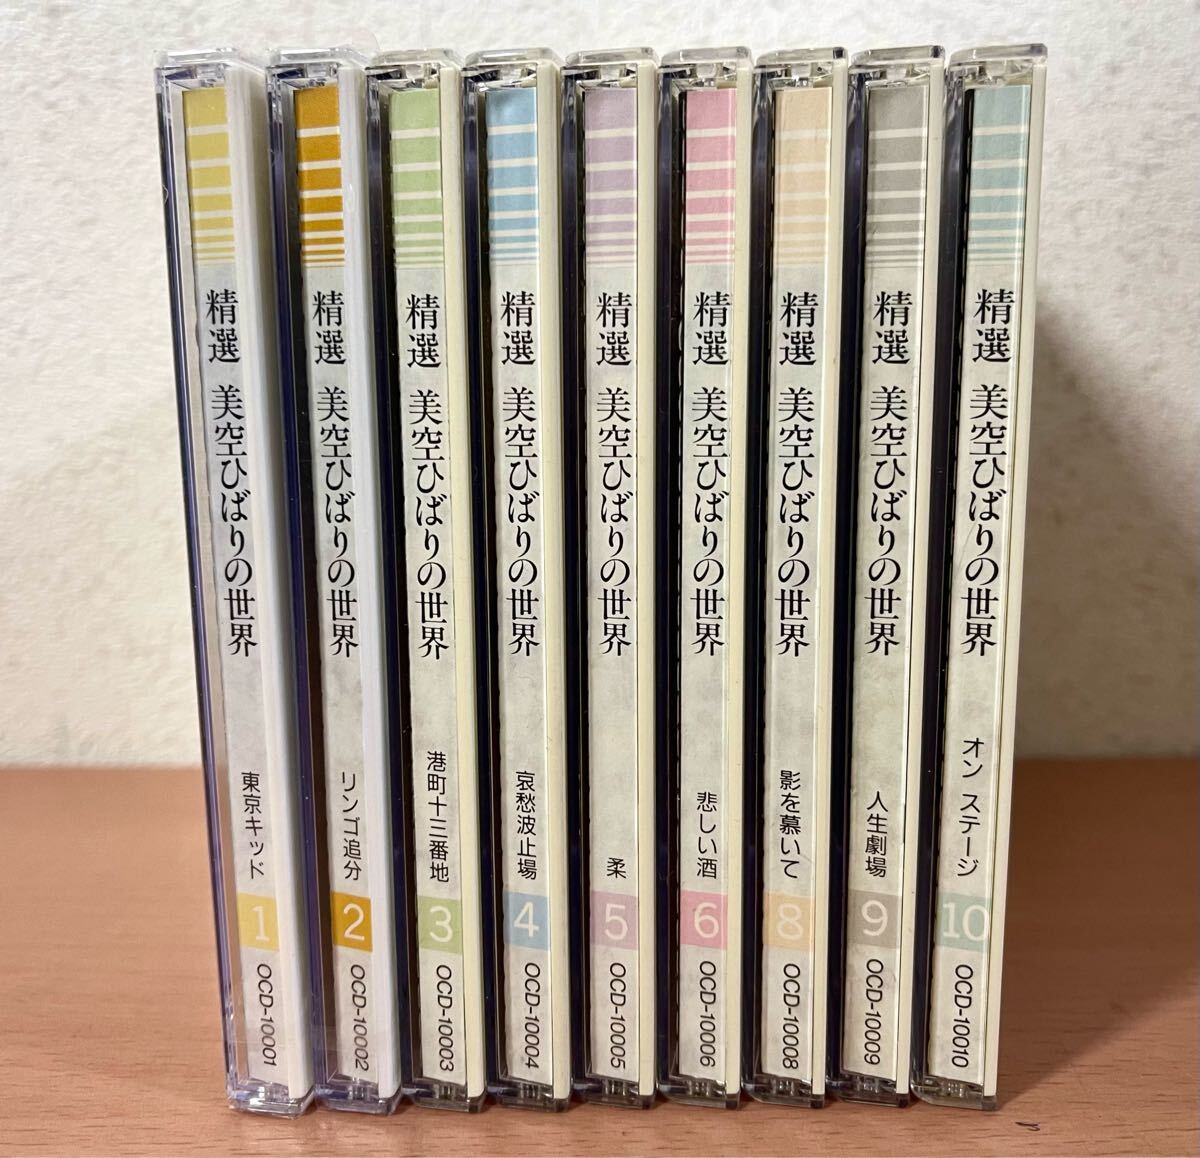 精選 美空ひばりの世界 東京キッド 1 OCD-10001
精選 美空ひばりの世界 リンゴ追分 2 OCD-10002
精選 美空ひばりの世界 港町十三番地 3 OCD-10003
精選 美空ひばりの世界 哀愁波止場 4 OCD-10004
精選 美空ひばりの世界 柔 5 OCD-10005
精選 美空ひばりの世界 悲しい酒 6 OCD-10006
精選 美空ひばりの世界 影を慕いて 8 OCD-10008
精選 美空ひばりの世界 人生劇場 9 OCD-10009
精選 美空ひばりの世界 オン ステージ 10 OCD-10010